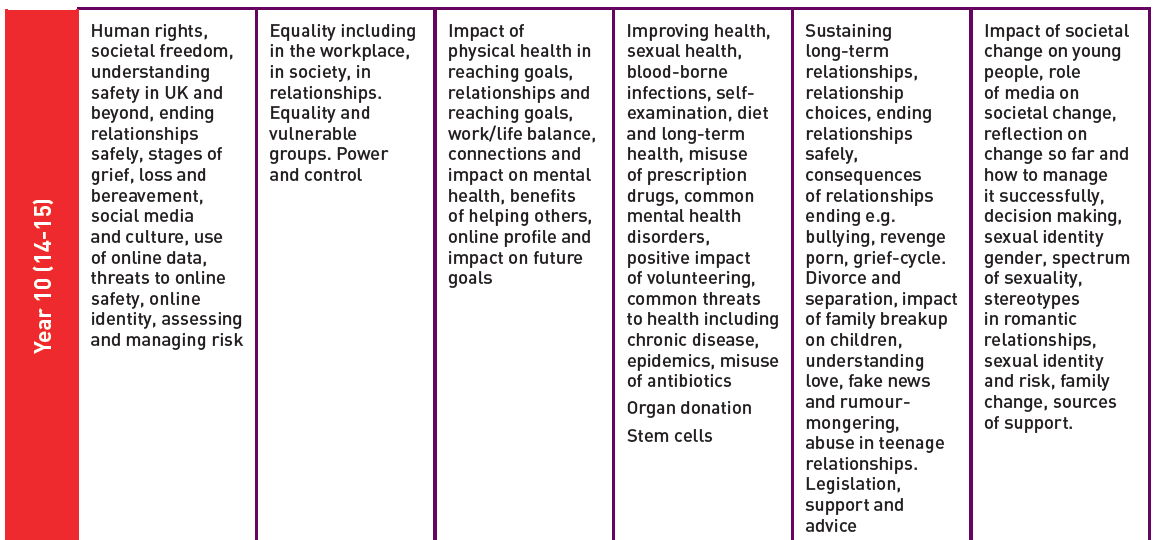 Year 10 (14-15)
Human rights,
societal freedom,
understanding
safety in UK and
beyond, ending
relationships
safely, stages of
grief, loss and
bereavement,
social media
and culture, use
of online data,
threats to online
safety, online
identity, assessing
and managing risk
Equality including
in the workplace,
in society, in
relationships.
Equality and
vulnerable
groups. Power
and control
Impact of
physical health in
reaching goals,
relationships and
reaching goals,
work/life balance,
connections and
impact on mental
health, benefits
of helping others,
online profile and
impact on future
goals
Improving health,
sexual health,
blood-borne
infections, self-
examination, diet
and long-term
health, misuse
of prescription
drugs, common
mental health
disorders,
positive impact
of volunteering,
common threats
to health including
chronic disease,
epidemics, misuse
of antibiotics
Organ donation
Stem cells
Sustaining
long-term
relationships,
relationship
choices, ending
relationships
safely,
consequences
of relationships
ending e.g.
bullying, revenge
porn, grief-cycle.
Divorce and
separation, impact
of family breakup
on children,
understanding
love, fake news
and rumour-
mongering,
abuse in teenage
relationships.
Legislation,
support and
advice
Impact of societal
change on young
people, role
of media on
societal change,
reflection on
change so far and
how to manage
it successfully,
decision making,
sexual identity
gender, spectrum
of sexuality,
stereotypes
in romantic
relationships,
sexual identity
and risk, family
change, sources
of support.